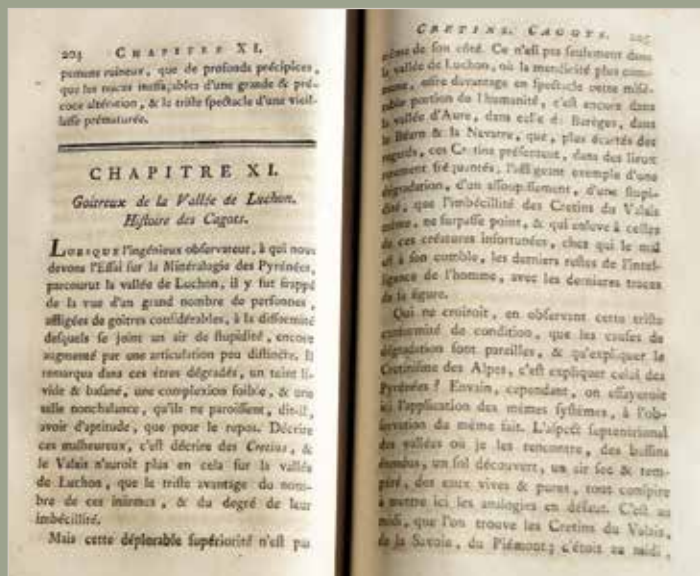 204 CHAPITRE XI.
pement ruineux, que de profonds précipices,
que les traces ineffaçables d'une grande & pré-
coce altération, & le triste spectacle d'une vieil-
lesse prématurée.
CHAPITRE XI.
Goîtreux de la Vallée de Luchon.
Histoire des Cagots.
LORSQUE l'ingénieux observateur, à qui nous
devons l'Essai sur la Minéralogie des Pyrénées,
parcourut la vallée de Luchon, il y fut frappé
de la vue d'un grand nombre de personnes,
affligées de goîtres considérables, à la difformité
desquels se joint un air de stupidité, encore
augmenté par une articulation peu distincte. Il
remarqua dans ces êtres dégradés, un teint li-
vide & basané, une complexion foible, & une
telle nonchalance, qu'ils ne paroissent, dit-il,
avoir d'aptitude, que pour le repos. Décrire
ces malheureux, c'est décrire des Cretins, &
le Valais n'auroit plus en cela sur la vallée
de Luchon, que le triste avantage du nom-
bre de ces infirmes, & du degré de leur
imbécillité.
Mais cette déplorable supériorité n'est pas
CRETINS. CAGOTS. 205
même de son côté. Ce n'est pas seulement dans
la vallée de Luchon, où la mendicité plus com-
mune, offre davantage en spectacle cette misé-
rable portion de l'humanité, c'est encore dans
la vallée d'Aure, dans celle de Barèges, dans
le Béarn & la Navarre, que, plus écartés des
regards, ces Cretins présentent, dans des lieux
rarement fréquentés, l'affligeant exemple d'une
dégradation, d'un assoupissement, d'une stupi-
dité, que l'imbécillité des Cretins du Valais
même, ne surpasse point, & qui enleve à celles
de ces créatures infortunées, chez qui le mal
est à son comble, les derniers restes de l'intel-
ligence de l'homme, avec les dernieres traces
de sa figure.
Qui ne croiroit, en observant cette triste
conformité de condition, que les causes de
dégradation sont pareilles, & qu'expliquer le
Cretinisme des Alpes, c'est expliquer celui des
Pyrénées ? Envain, cependant, on essayeroit
ici l'application des mêmes systêmes, à l'ob-
servation du même fait. L'aspect septentrional
des vallées où je les rencontre, des bassins
étendus, un sol découvert, un air sec & tem-
péré, des eaux vives & pures, tout conspire
à mettre ici les analogies en défaut. C'est au
midi, que l'on trouve les Cretins du Valais,
de la Savoie, du Piémont ; c'étoit au midi,